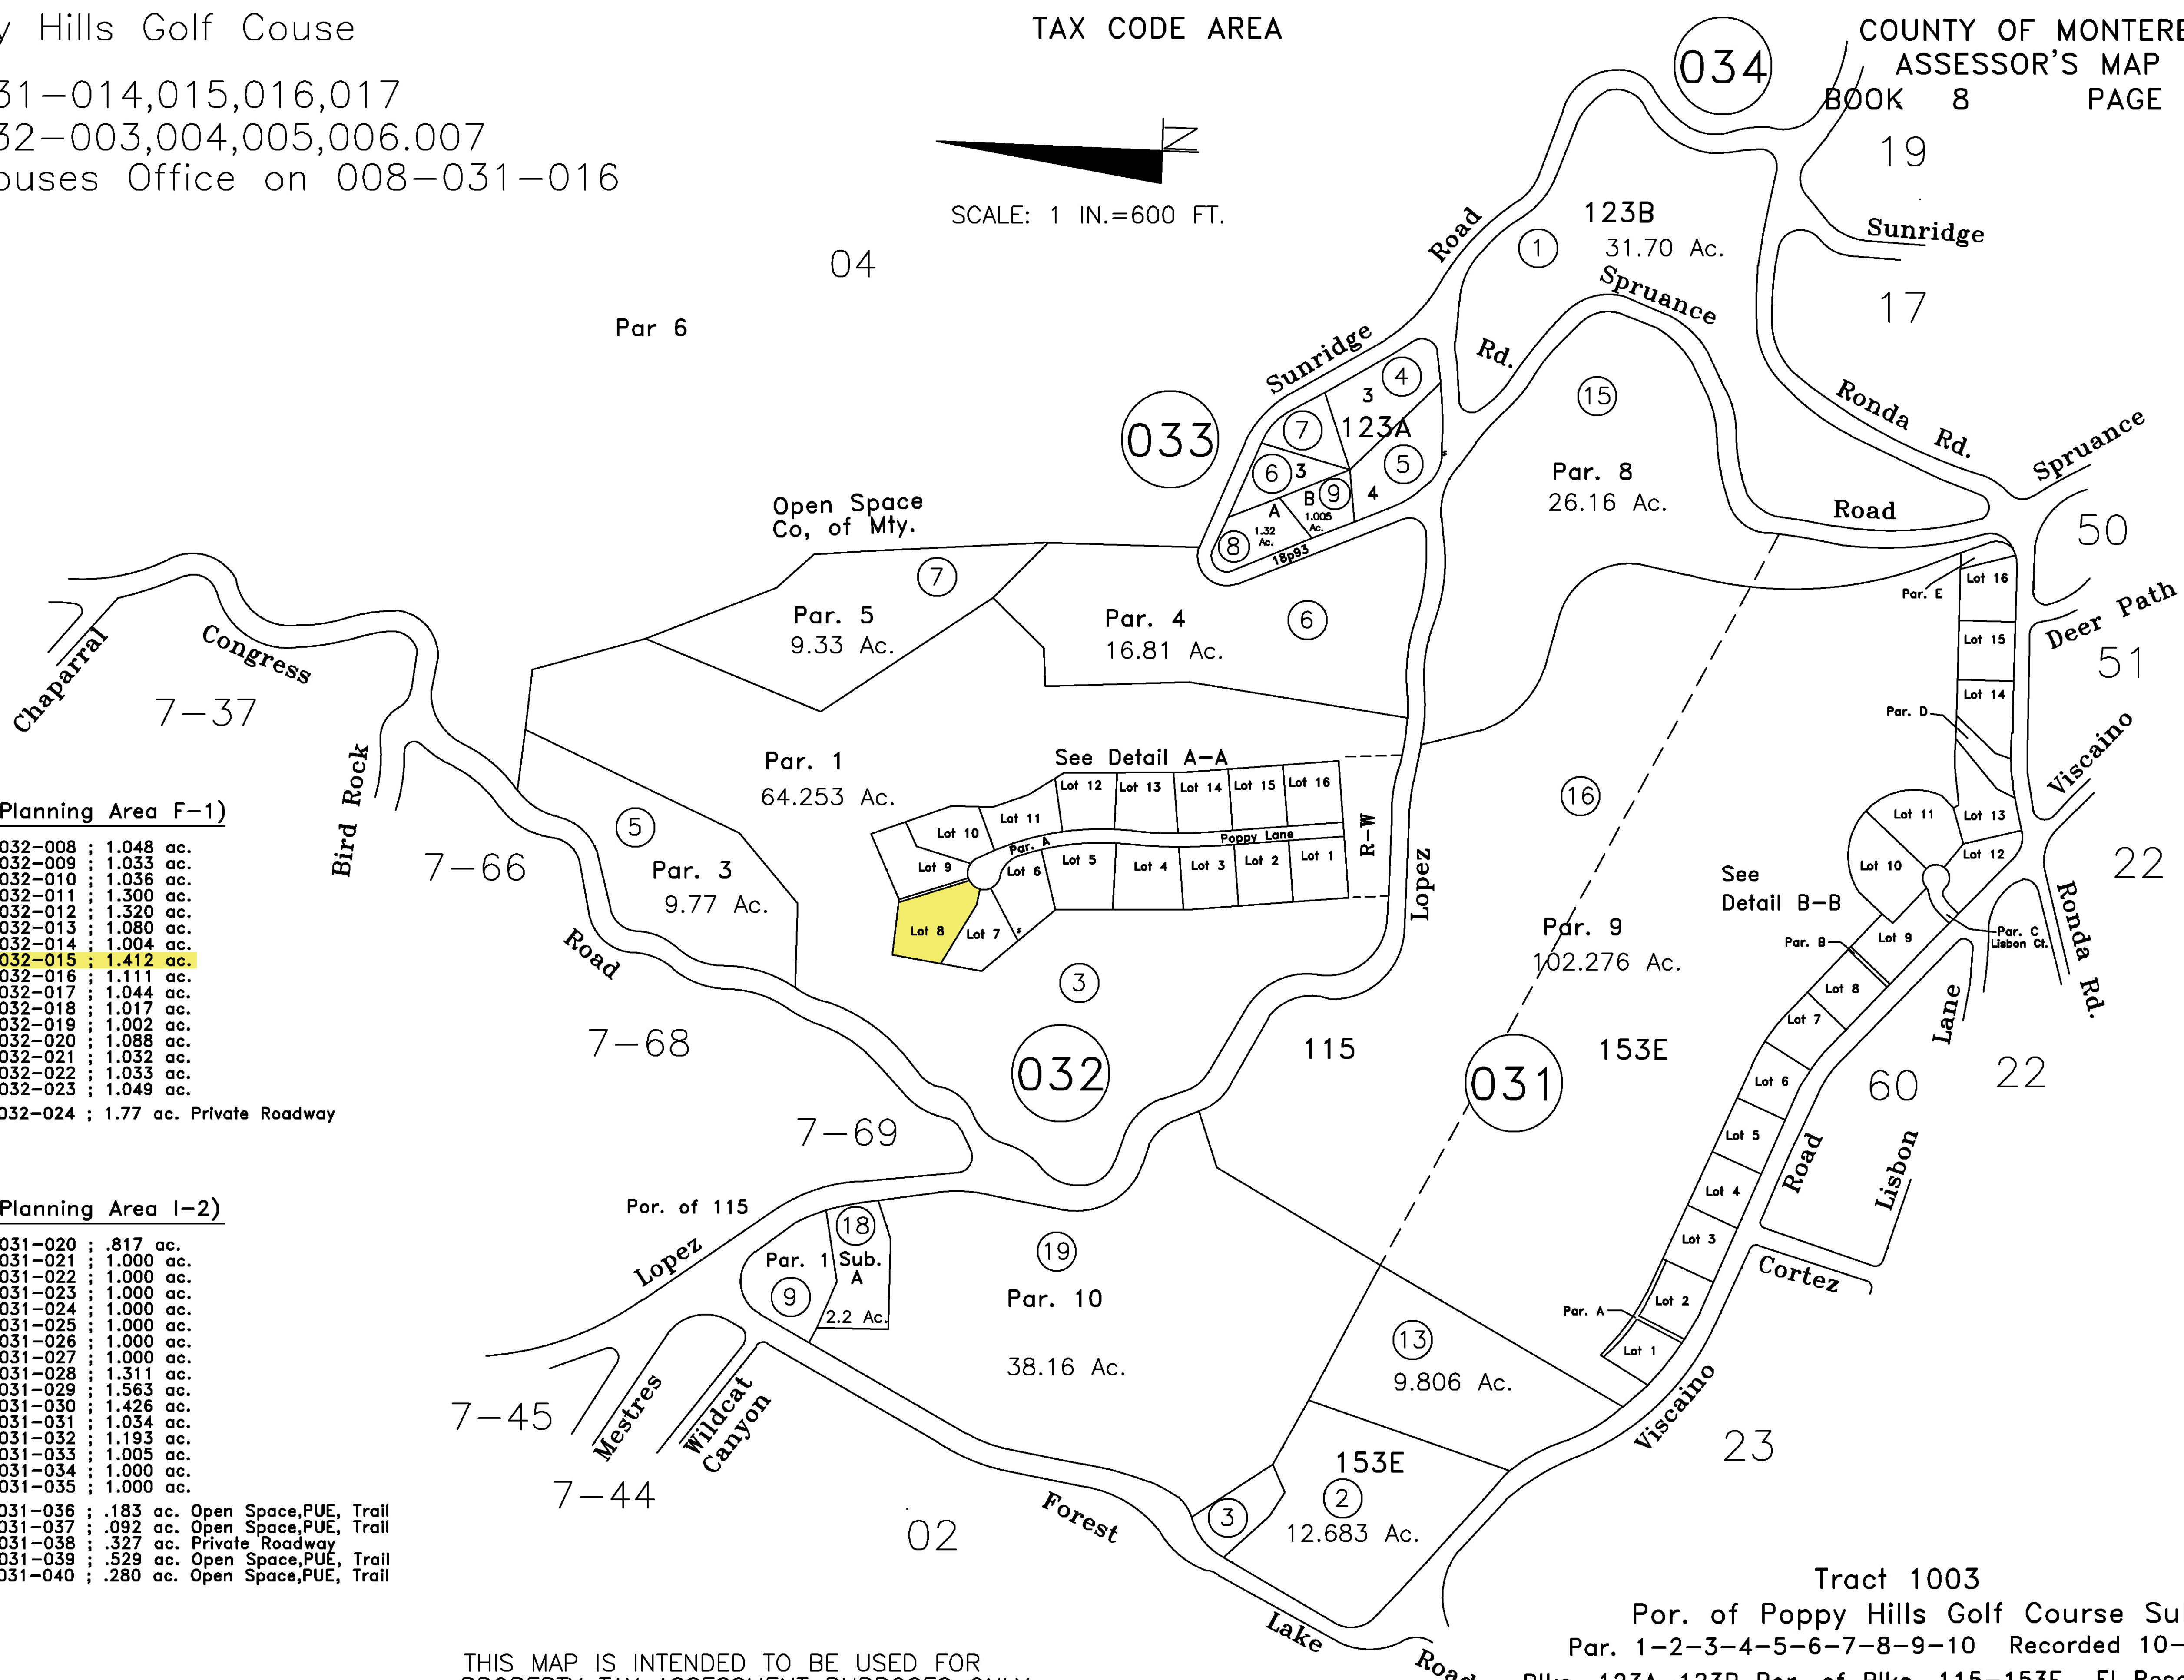 y Hills Golf Couse
31-014,015,016,017
32-003,004,005,006.007
ouses Office on 008-031-016
TAX CODE AREA
COUNTY OF MONTERE
ASSESSOR'S MAP
BOOK 8 PAGE
N
SCALE: 1 IN.=600 FT.
034
19
04
Par 6
Road
123B
1
31.70 Ac.
Sunridge
17
Spruance
Rd.
Sunridge
4
3
7
123A
033
6
3
5
B
9
4
A
1.005
Ac.
1.32
Ac.
8
18p93
15
Par. 8
26.16 Ac.
Ronda Rd.
Spruance
Road
50
Open Space
Co, of Mty.
7
Par. 5
9.33 Ac.
Par. 4
16.81 Ac.
6
Lot 16
Par. E
Lot 15
Deer Path
51
Lot 14
Par. D
Viscaino
Chaparral
Congress
7-37
Bird Rock
7-66
Par. 1
64.253 Ac.
See Detail A-A
Lot 12
Lot 13
Lot 14
Lot 15
Lot 16
Lot 11
Lot 10
Poppy Lane
Par. A
Lot 9
Lot 6
Lot 5
Lot 4
Lot 3
Lot 2
Lot 1
R-W
Lot 8
Lot 7
5
Par. 3
9.77 Ac.
Road
Lopez
16
Lot 11
Lot 13
Lot 12
Lot 10
22
See
Detail B-B
Ronda Rd.
Par. 9
102.276 Ac.
Par. B
Lot 9
Par. C
Lisbon Ct.
Lot 8
Lot 7
Lane
Planning Area F-1)
032-008 ; 1.048 ac.
032-009 ; 1.033 ac.
032-010 ; 1.036 ac.
032-011 ; 1.300 ac.
032-012 ; 1.320 ac.
032-013 ; 1.080 ac.
032-014 ; 1.004 ac.
032-015 ; 1.412 ac.
032-016 ; 1.111 ac.
032-017 ; 1.044 ac.
032-018 ; 1.017 ac.
032-019 ; 1.002 ac.
032-020 ; 1.088 ac.
032-021 ; 1.032 ac.
032-022 ; 1.033 ac.
032-023 ; 1.049 ac.
032-024 ; 1.77 ac. Private Roadway
7-68
3
032
115
031
153E
60
22
Lot 6
Lot 5
Lot 4
Lot 3
Lot 2
Par. A
Lot 1
Road
Lisbon
Cortez
7-69
Por. of 115
Lopez
18
Par. 1
Sub.
A
9
2.2 Ac.
19
Par. 10
38.16 Ac.
13
9.806 Ac.
Viscaino
23
Planning Area I-2)
031-020 ; .817 ac.
031-021 ; 1.000 ac.
031-022 ; 1.000 ac.
031-023 ; 1.000 ac.
031-024 ; 1.000 ac.
031-025 ; 1.000 ac.
031-026 ; 1.000 ac.
031-027 ; 1.000 ac.
031-028 ; 1.311 ac.
031-029 ; 1.563 ac.
031-030 ; 1.426 ac.
031-031 ; 1.034 ac.
031-032 ; 1.193 ac.
031-033 ; 1.005 ac.
031-034 ; 1.000 ac.
031-035 ; 1.000 ac.
031-036 ; .183 ac. Open Space,PUE, Trail
031-037 ; .092 ac. Open Space,PUE, Trail
031-038 ; .327 ac. Private Roadway
031-039 ; .529 ac. Open Space,PUE, Trail
031-040 ; .280 ac. Open Space,PUE, Trail
7-45
Mestres
Wildcat
Canyon
7-44
02
Forest
3
153E
2
12.683 Ac.
Lake
Road
Tract 1003
Por. of Poppy Hills Golf Course Su
Par. 1-2-3-4-5-6-7-8-9-10 Recorded 10-
Blks. 123A-123B Por. of Blks. 115-153E
THIS MAP IS INTENDED TO BE USED FOR
PROPERTY TAX ASSESSMENT PURPOSES ONLY